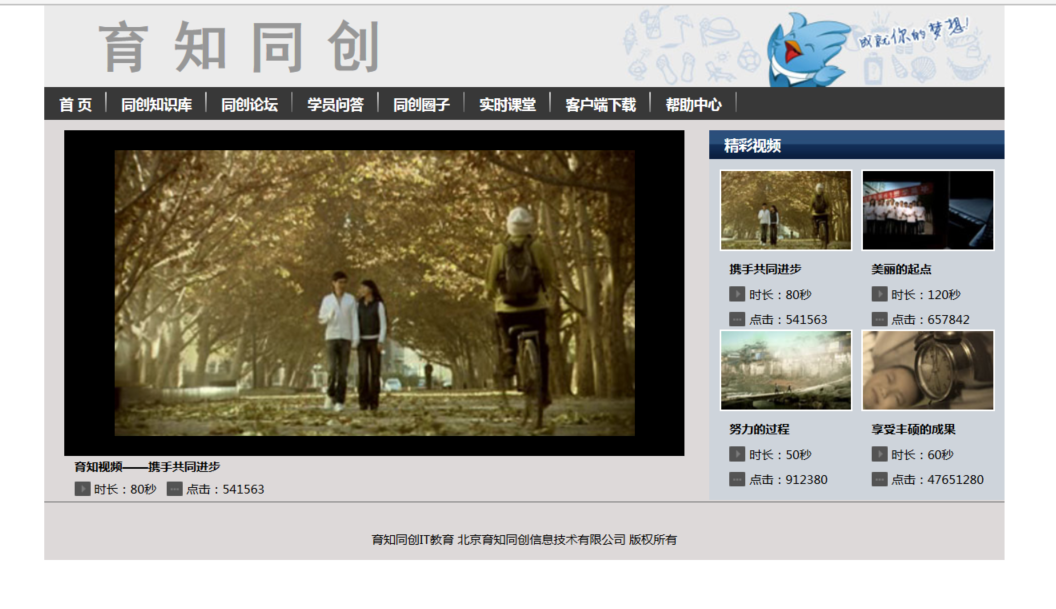 育知同创
成就你的梦想!
首 页 同创知识库 同创论坛 学员问答 同创圈子 实时课堂 客户端下载 帮助中心
育知视频——携手共同进步
时长：80秒 点击：541563
精彩视频
携手共同进步
时长：80秒
点击：541563
美丽的起点
时长：120秒
点击：657842
努力的过程
时长：50秒
点击：912380
享受丰硕的成果
时长：60秒
点击：47651280
育知同创IT教育 北京育知同创信息技术有限公司 版权所有